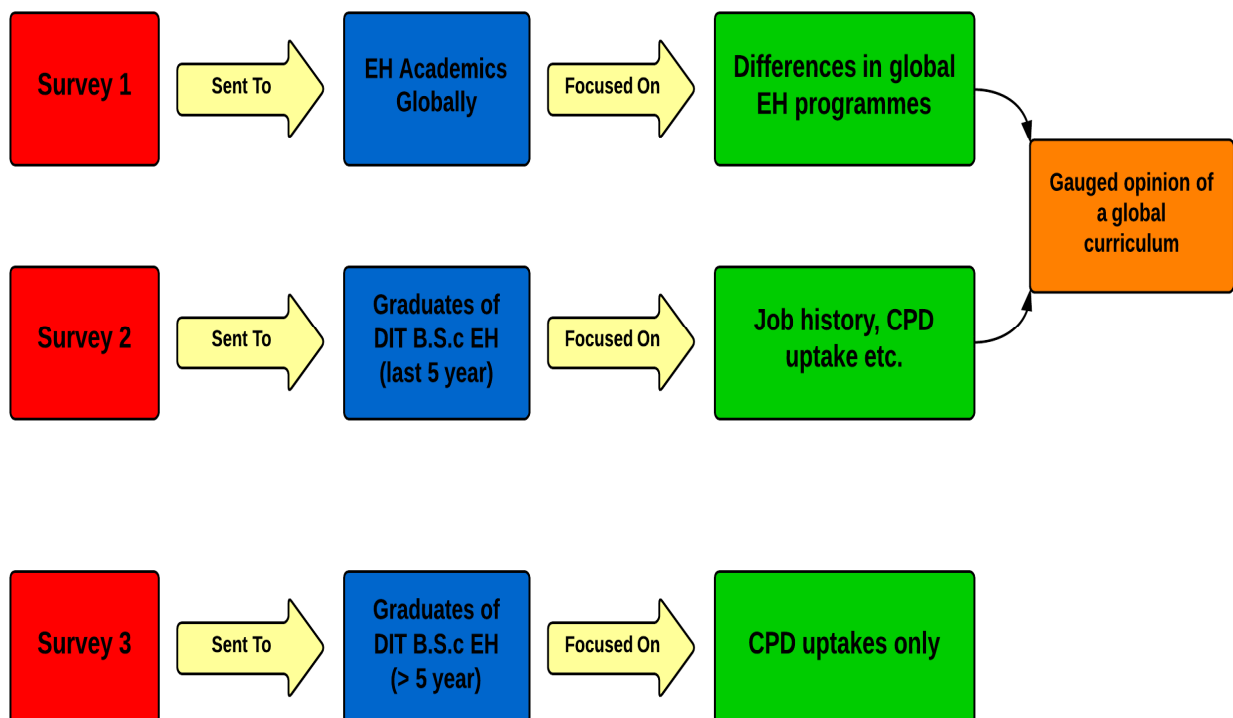 Survey 1
Sent To
EH Academics
Globally
Focused On
Differences in global
EH programmes
Gauged opinion of
a global
curriculum
Survey 2
Sent To
Graduates of
DIT B.S.c EH
(last 5 year)
Focused On
Job history, CPD
uptake etc.
Survey 3
Sent To
Graduates of
DIT B.S.c EH
(> 5 year)
Focused On
CPD uptakes only